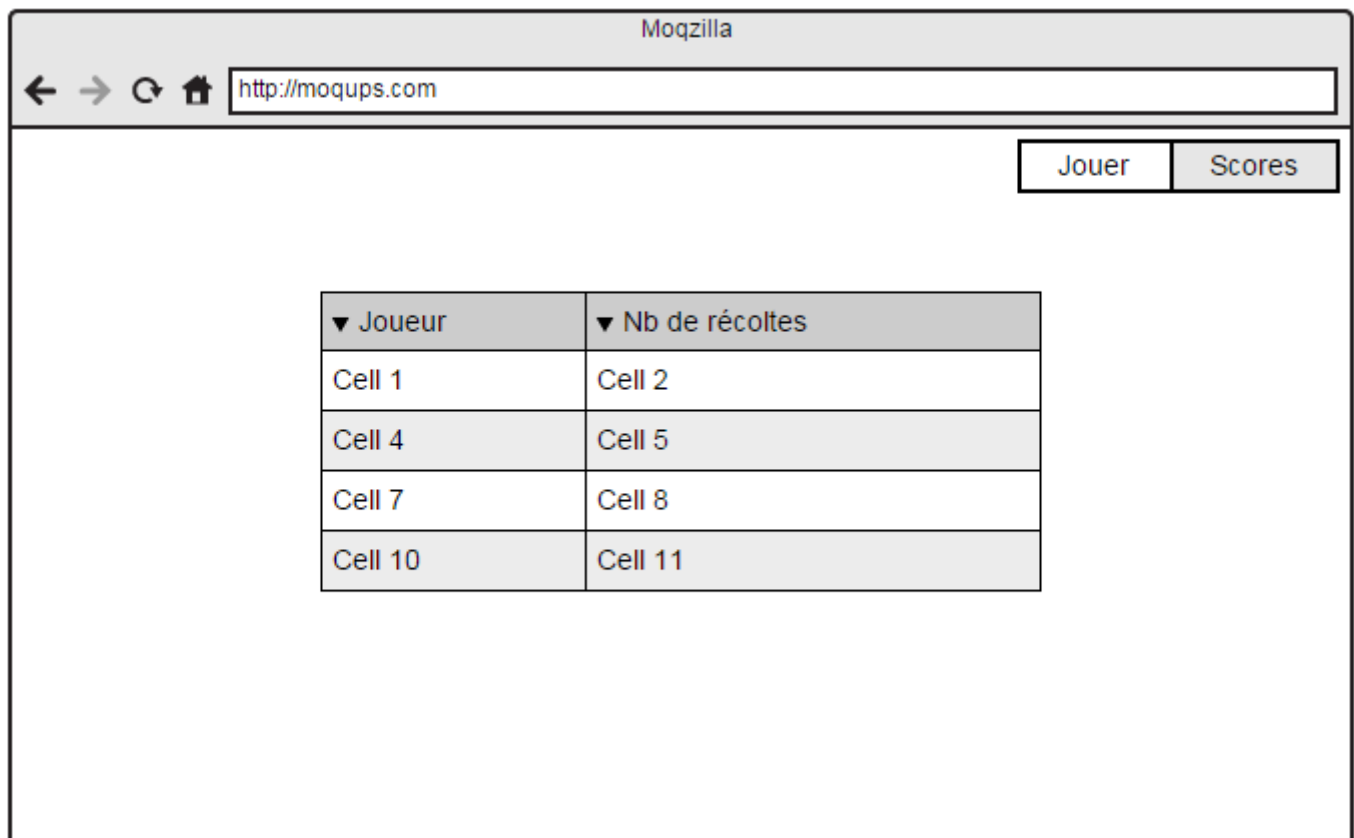 Moqzilla
http://moqups.com
Jouer Scores
▼ Joueur ▼ Nb de récoltes
Cell 1 Cell 2
Cell 4 Cell 5
Cell 7 Cell 8
Cell 10 Cell 11